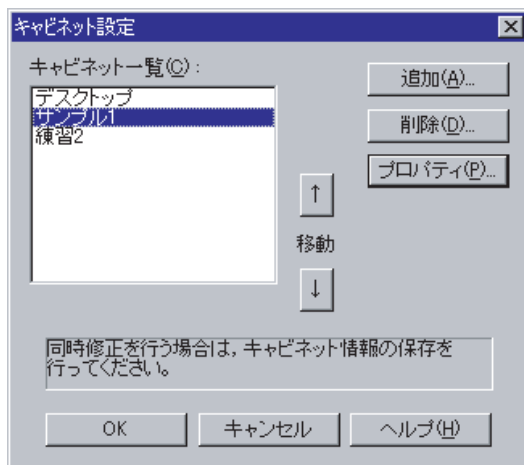 キャビネット設定
キャビネット一覧(C):
デスクトップ
サンプル1
練習2
追加(A)...
削除(D)...
プロパティ(P)...
↑
移動
↓
同時修正を行う場合は，キャビネット情報の保存を
行ってください。
OK
キャンセル
ヘルプ(H)